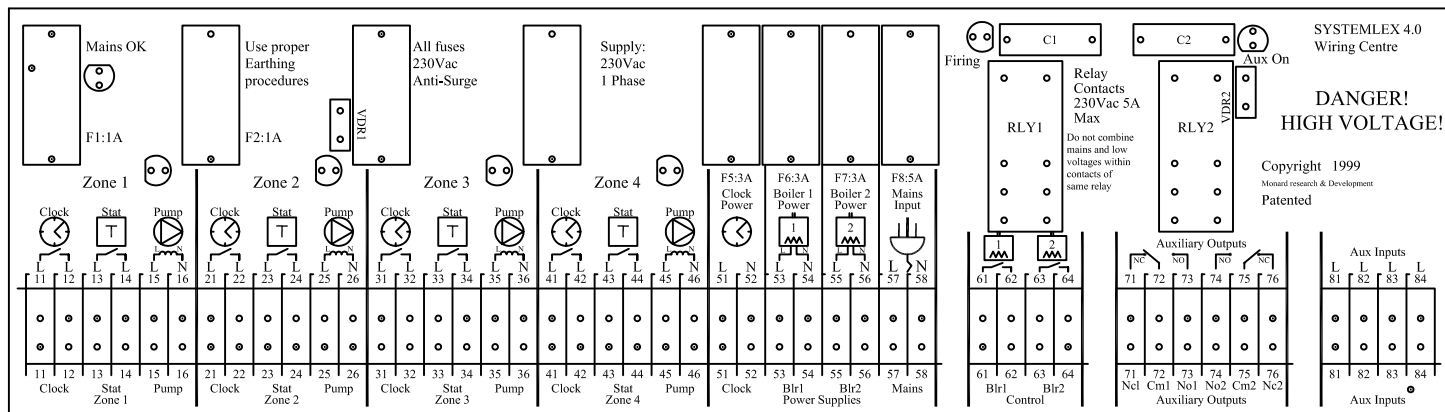 Mains OK
F1:1A
Use proper
Earthing
procedures
F2:1A
VDR1
All fuses
230Vac
Anti-Surge
Supply:
230Vac
1 Phase
Firing
C1
Relay
Contacts
230Vac 5A
Max
Do not combine
mains and low
voltages within
contacts of
same relay
RLY1
C2
Aux On
RLY2
VDR2
SYSTEMLEX 4.0
Wiring Centre
DANGER!
HIGH VOLTAGE!
Copyright 1999
Monard research & Development
Patented
Zone 1
Zone 2
Zone 3
Zone 4
F5:3A
Clock
Power
F6:3A
Boiler 1
Power
F7:3A
Boiler 2
Power
F8:5A
Mains
Input
Clock Stat Pump
Clock Stat Pump
Clock Stat Pump
Clock Stat Pump
T
T
T
T
1
2
1
2
L N
L N
L N
L N
L N
L N
L L L L L N
L L L L L N
L L L L L N
L L L L L N
L N L N L N L N
Auxiliary Outputs
NC NO NO NC
Aux Inputs
L L L L
11 12 13 14 15 16
21 22 23 24 25 26
31 32 33 34 35 36
41 42 43 44 45 46
51 52 53 54 55 56 57 58
61 62 63 64
71 72 73 74 75 76
81 82 83 84
11 12 13 14 15 16
21 22 23 24 25 26
31 32 33 34 35 36
41 42 43 44 45 46
51 52 53 54 55 56 57 58
61 62 63 64
71 72 73 74 75 76
81 82 83 84
Clock Stat Pump
Zone 1
Clock Stat Pump
Zone 2
Clock Stat Pump
Zone 3
Clock Stat Pump
Zone 4
Clock Blr1 Blr2 Mains
Power Supplies
Blr1 Blr2
Control
Ncl Cm1 No1 No2 Cm2 Nc2
Auxiliary Outputs
Aux Inputs